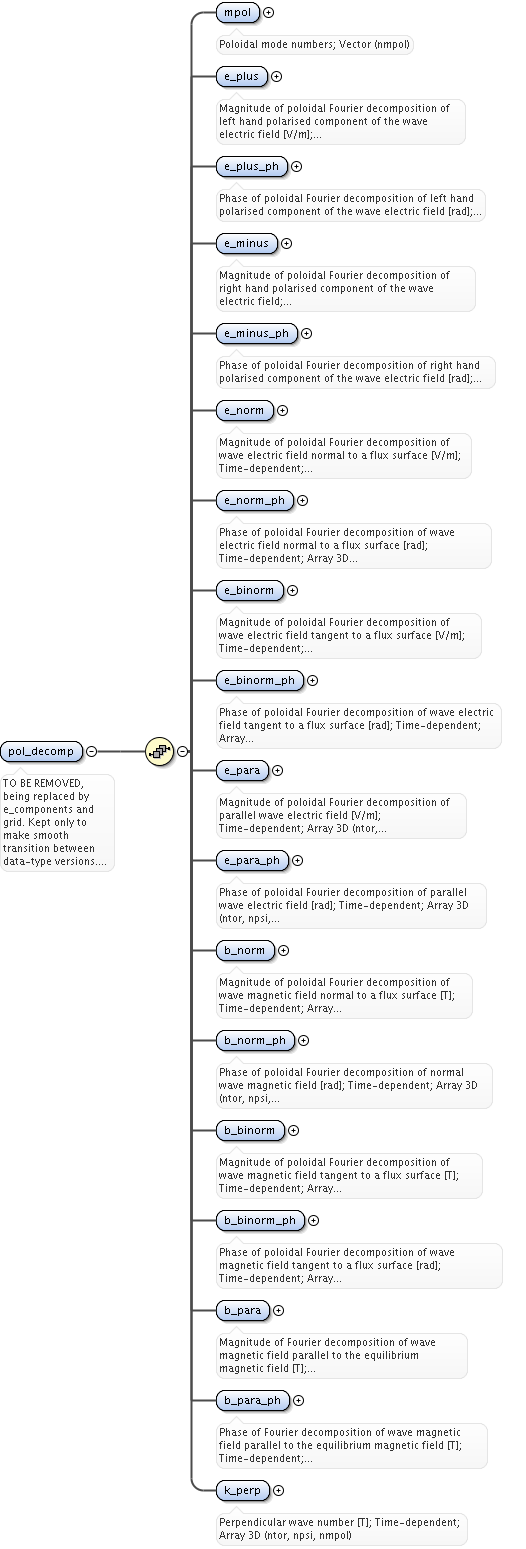 mpol
Poloidal mode numbers; Vector (nmpol)
e_plus
Magnitude of poloidal Fourier decomposition of
left hand polarised component of the wave
electric field [V/m];...
e_plus_ph
Phase of poloidal Fourier decomposition of left hand
polarised component of the wave electric field [rad];...
e_minus
Magnitude of poloidal Fourier decomposition of
right hand polarised component of the wave
electric field;...
e_minus_ph
Phase of poloidal Fourier decomposition of right hand
polarised component of the wave electric field [rad];...
e_norm
Magnitude of poloidal Fourier decomposition of
wave electric field normal to a flux surface [V/m];
Time-dependent;...
e_norm_ph
Phase of poloidal Fourier decomposition of wave
electric field normal to a flux surface [rad];
Time-dependent; Array 3D...
e_binorm
Magnitude of poloidal Fourier decomposition of
wave electric field tangent to a flux surface [V/m];
Time-dependent;...
e_binorm_ph
Phase of poloidal Fourier decomposition of wave electric
field tangent to a flux surface [rad]; Time-dependent;
Array...
pol_decomp
TO BE REMOVED,
being replaced by
e_components and
grid. Kept only to
make smooth
transition between
data-type versions....
e_para
Magnitude of poloidal Fourier decomposition of
parallel wave electric field [V/m];
Time-dependent; Array 3D (ntor,...
e_para_ph
Phase of poloidal Fourier decomposition of parallel
wave electric field [rad]; Time-dependent; Array 3D
(ntor, npsi,...
b_norm
Magnitude of poloidal Fourier decomposition of
wave magnetic field normal to a flux surface [T];
Time-dependent; Array...
b_norm_ph
Phase of poloidal Fourier decomposition of normal
wave magnetic field [rad]; Time-dependent; Array 3D
(ntor, npsi,...
b_binorm
Magnitude of poloidal Fourier decomposition of
wave magnetic field tangent to a flux surface [T];
Time-dependent; Array...
b_binorm_ph
Phase of poloidal Fourier decomposition of wave
magnetic field tangent to a flux surface [rad];
Time-dependent; Array...
b_para
Magnitude of Fourier decomposition of wave
magnetic field parallel to the equilibrium
magnetic field [T];...
b_para_ph
Phase of Fourier decomposition of wave magnetic
field parallel to the equilibrium magnetic field [T];
Time-dependent;...
k_perp
Perpendicular wave number [T]; Time-dependent;
Array 3D (ntor, npsi, nmpol)